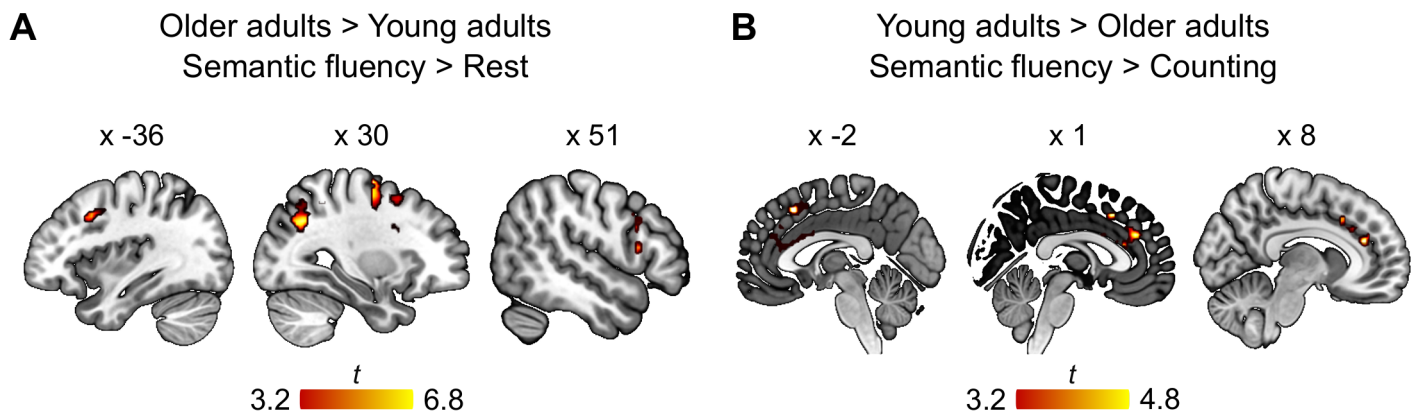 A
Older adults > Young adults
Semantic fluency > Rest
x -36
x 30
x 51
t
3.2
6.8
B
Young adults > Older adults
Semantic fluency > Counting
x -2
x 1
x 8
t
3.2
4.8